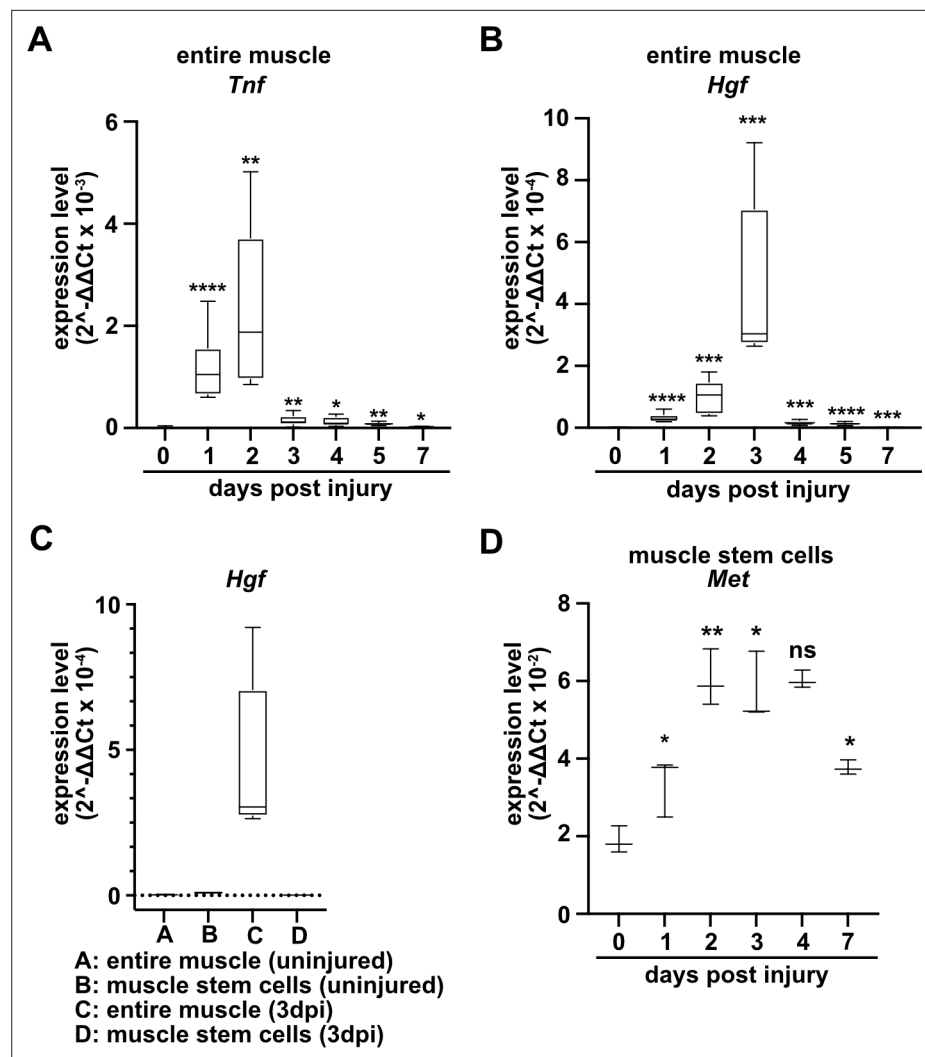 A
entire muscle
Tnf
expression level
(2^-ΔΔCt x 10-3)
6
4
2
0
****
**
**
*
**
*
0 1 2 3 4 5 7
days post injury
B
entire muscle
Hgf
expression level
(2^-ΔΔCt x 10-4)
10
8
6
4
2
0
****
***
***
***
****
***
0 1 2 3 4 5 7
days post injury
C
Hgf
expression level
(2^-ΔΔCt x 10-4)
10
5
0
A B C D
A: entire muscle (uninjured)
B: muscle stem cells (uninjured)
C: entire muscle (3dpi)
D: muscle stem cells (3dpi)
D
muscle stem cells
Met
expression level
(2^-ΔΔCt x 10-2)
8
6
4
2
0
*
**
*
ns
*
0 1 2 3 4 7
days post injury